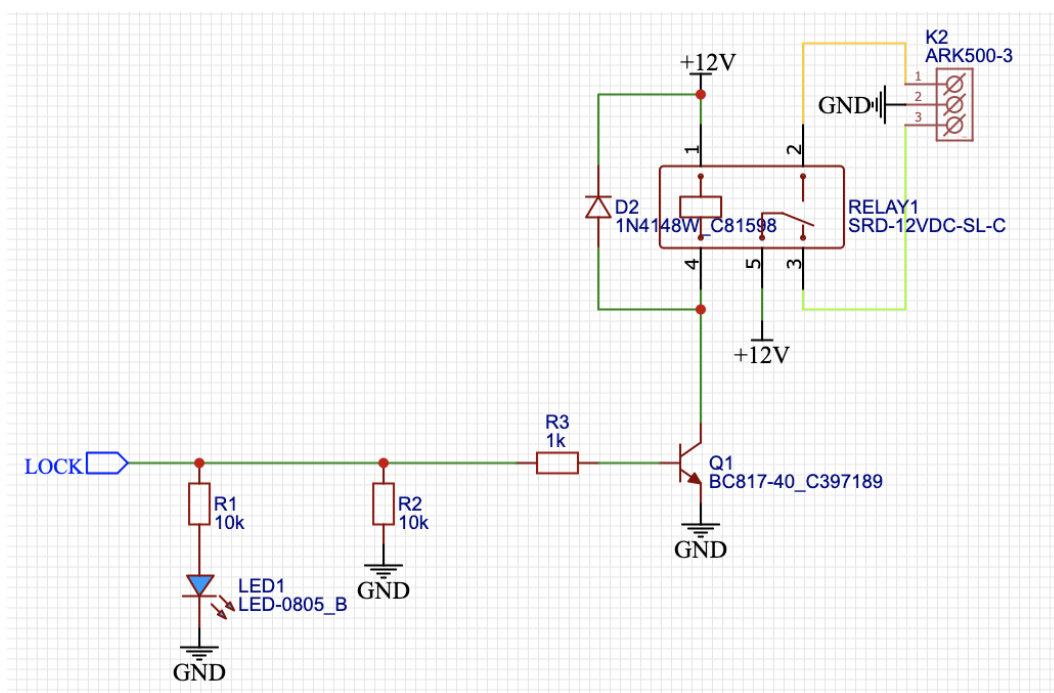 K2
ARK500-3
+12V
1
GND
2
3
1
2
D2
1N4148W_C81598
RELAY1
SRD-12VDC-SL-C
4
5
3
+12V
R3
1k
LOCK
Q1
BC817-40_C397189
R1
10k
R2
10k
GND
LED1
LED-0805_B
GND
GND